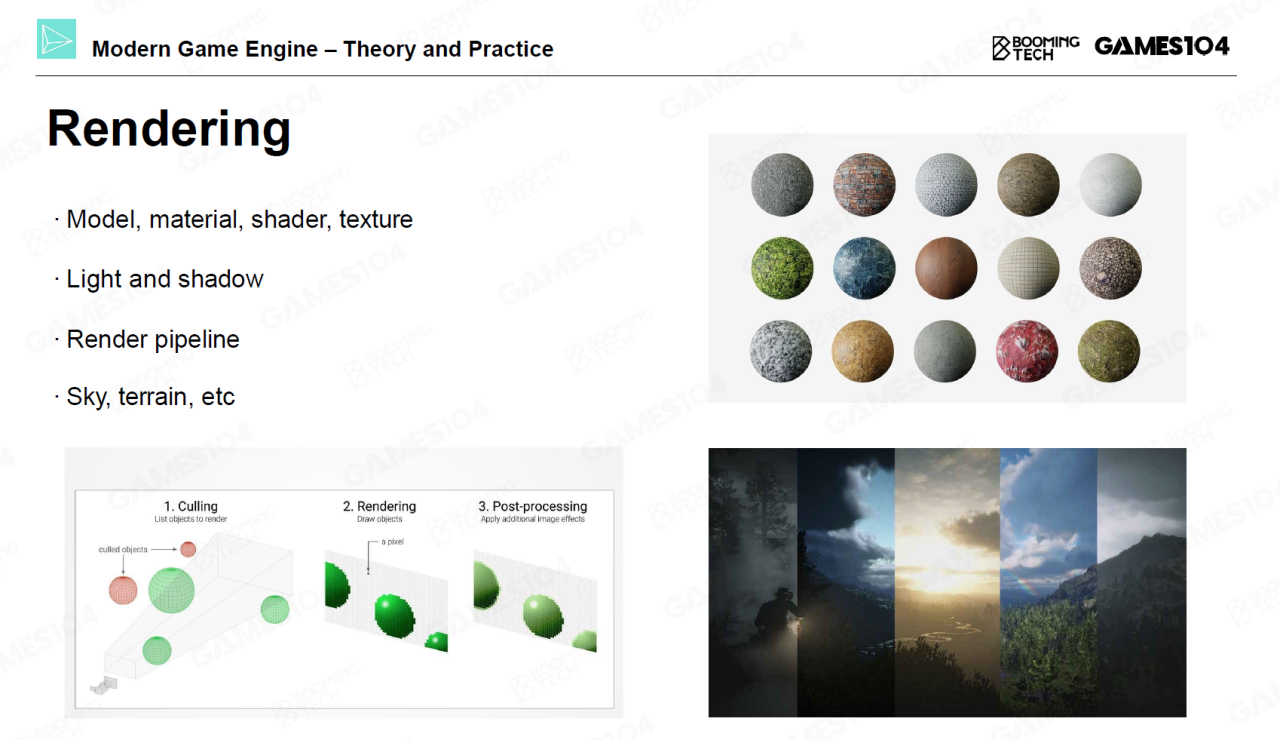 Modern Game Engine – Theory and Practice
BOOMING
TECH
GAMES104
Rendering
· Model, material, shader, texture
· Light and shadow
· Render pipeline
· Sky, terrain, etc
1. Culling
List objects to render
culled objects
2. Rendering
Draw objects
a pixel
3. Post-processing
Apply additional image effects